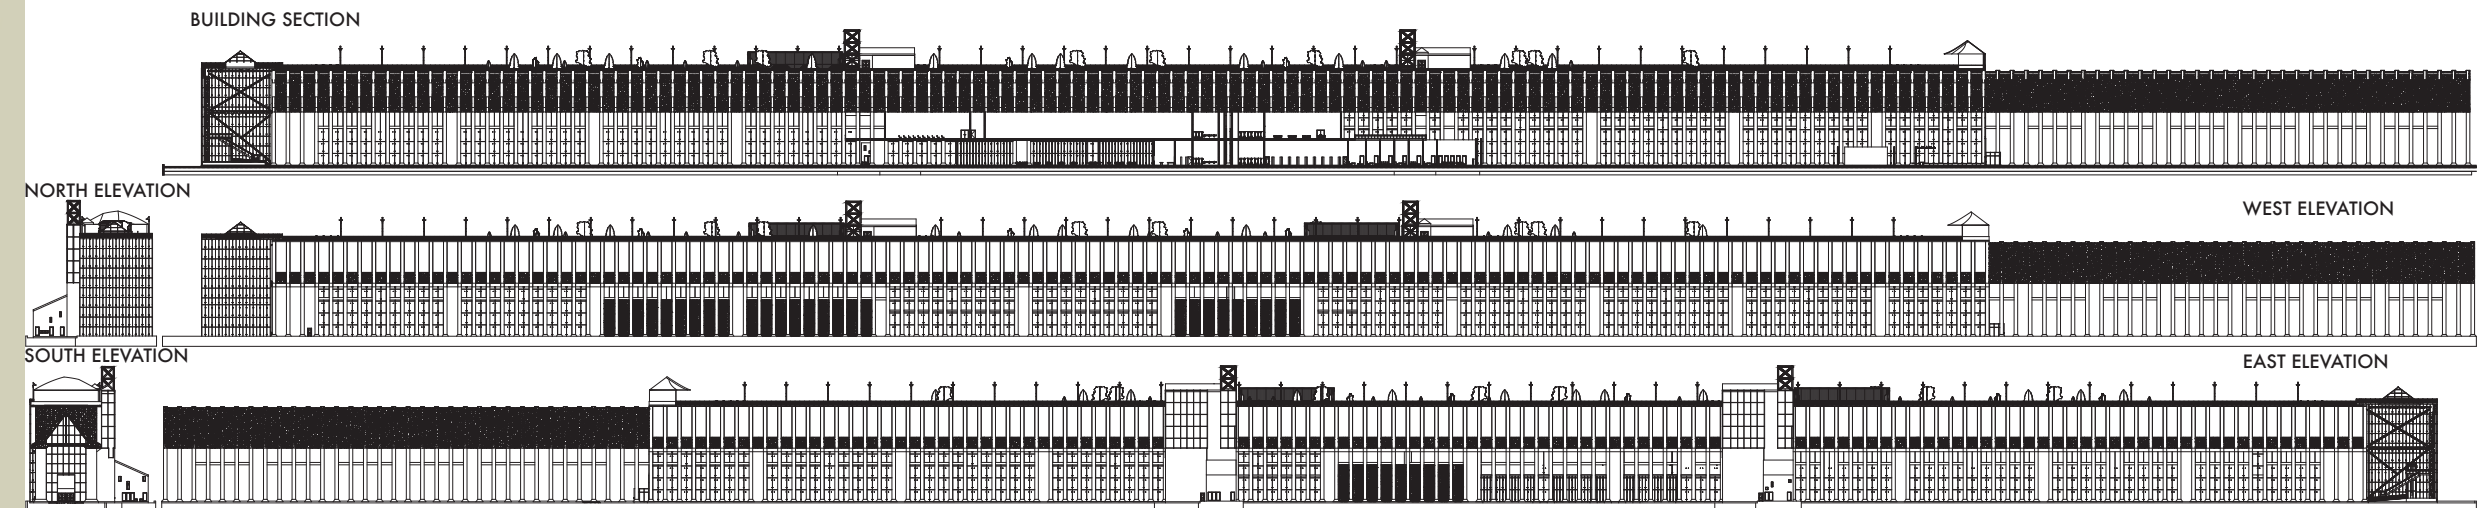 BUILDING SECTION
NORTH ELEVATION
WEST ELEVATION
SOUTH ELEVATION
EAST ELEVATION